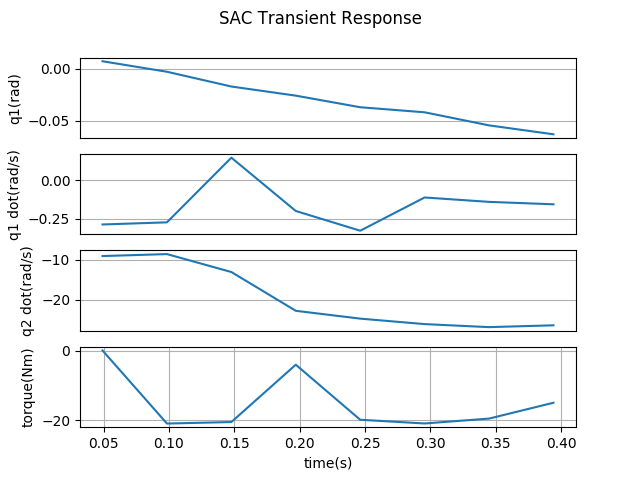 SAC Transient Response
0.00
−0.05
q1(rad)
0.00
−0.25
q1 dot(rad/s)
−10
−20
q2 dot(rad/s)
0
−20
torque(Nm)
0.05 0.10 0.15 0.20 0.25 0.30 0.35 0.40
time(s)